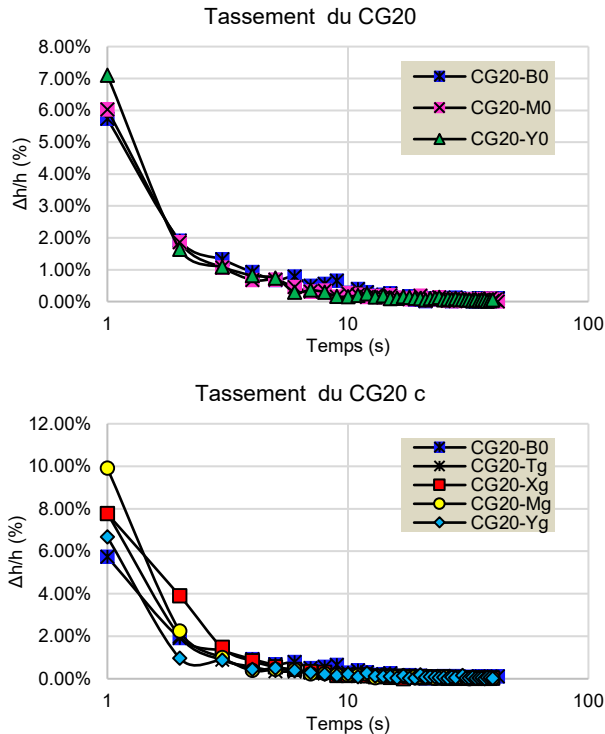 Tassement  du CG20
8.00%
7.00%
6.00%
5.00%
4.00%
3.00%
2.00%
1.00%
0.00%
Δh/h (%)
CG20-B0
CG20-M0
CG20-Y0
1
10
100
Temps (s)
Tassement  du CG20 c
12.00%
10.00%
8.00%
6.00%
4.00%
2.00%
0.00%
Δh/h (%)
CG20-B0
CG20-Tg
CG20-Xg
CG20-Mg
CG20-Yg
1
10
100
Temps (s)